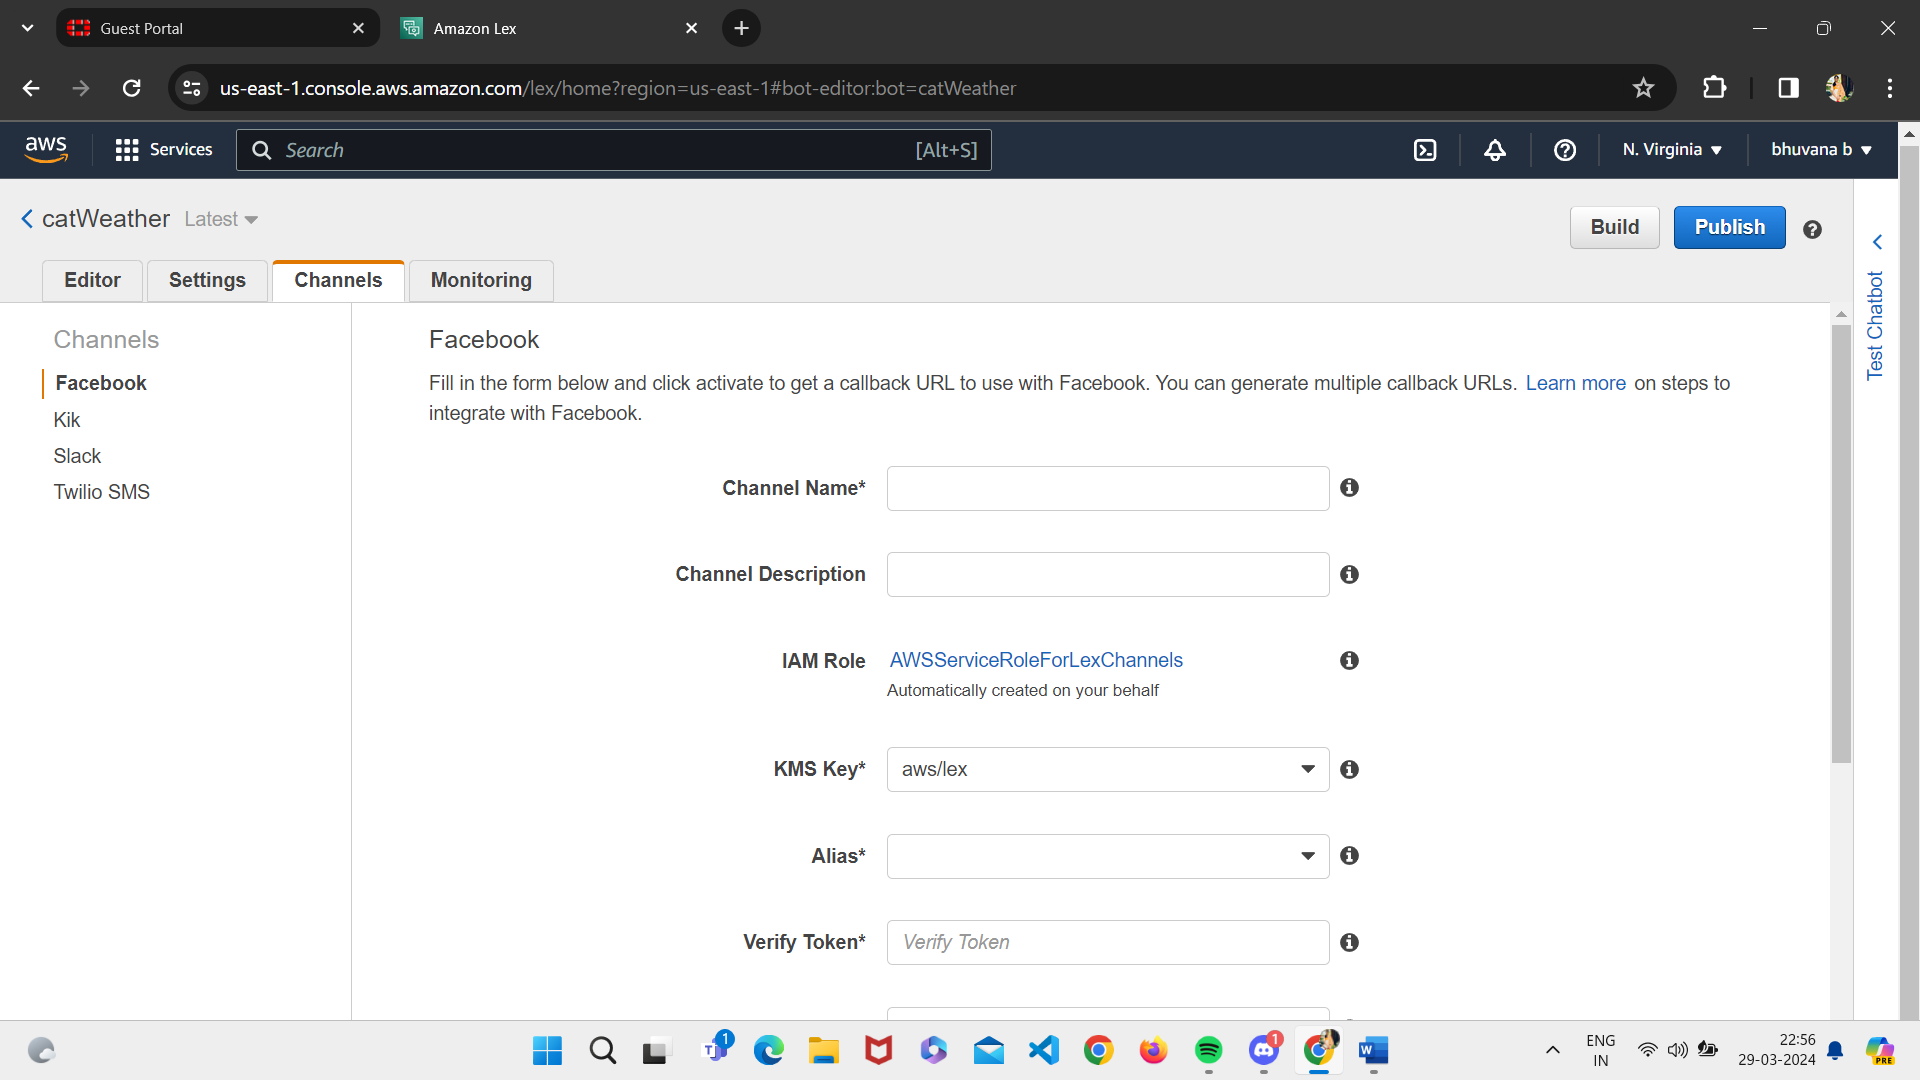 Guest Portal
Amazon Lex
us-east-1.console.aws.amazon.com/lex/home?region=us-east-1#bot-editor:bot=catWeather
aws
Services
Search
[Alt+S]
N. Virginia
bhuvana b
catWeather
Latest
Build
Publish
Editor
Settings
Channels
Monitoring
Test Chatbot
Channels
Facebook
Kik
Slack
Twilio SMS
Facebook
Fill in the form below and click activate to get a callback URL to use with Facebook. You can generate multiple callback URLs. Learn more on steps to
integrate with Facebook.
Channel Name*
Channel Description
IAM Role
AWSServiceRoleForLexChannels
Automatically created on your behalf
KMS Key*
aws/lex
Alias*
Verify Token*
Verify Token
1
T
1
W
ENG
IN
22:56
29-03-2024
PRE